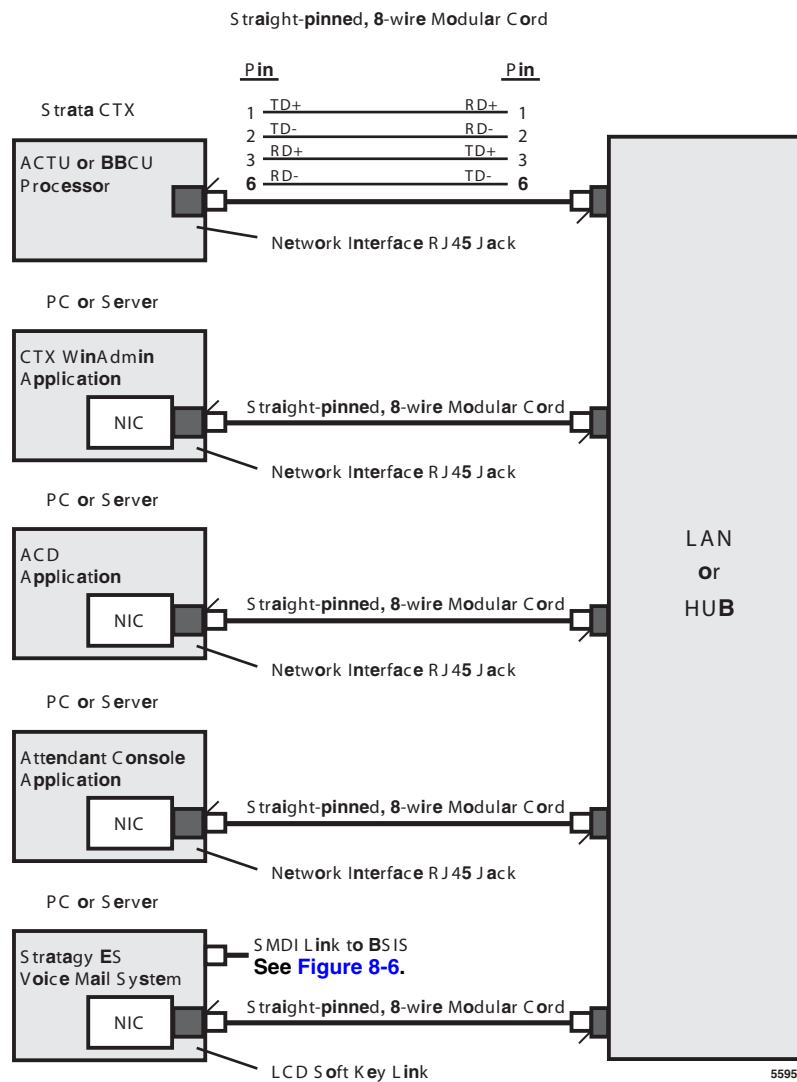 Straight-pinned, 8-wire Modular Cord
Pin Pin
Strata CTX
1 TD+ RD+ 1
2 TD- RD- 2
3 RD+ TD+ 3
6 RD- TD- 6
ACTU or BBCU
Processor
Network Interface RJ45 Jack
PC or Server
CTX WinAdmin
Application
NIC
Straight-pinned, 8-wire Modular Cord
Network Interface RJ45 Jack
PC or Server
ACD
Application
NIC
Straight-pinned, 8-wire Modular Cord
Network Interface RJ45 Jack
PC or Server
Attendant Console
Application
NIC
Straight-pinned, 8-wire Modular Cord
Network Interface RJ45 Jack
PC or Server
Stratagy ES
Voice Mail System
NIC
SMDI Link to BSIS
See Figure 8-6.
Straight-pinned, 8-wire Modular Cord
LCD Soft Key Link
LAN
or
HUB
5595